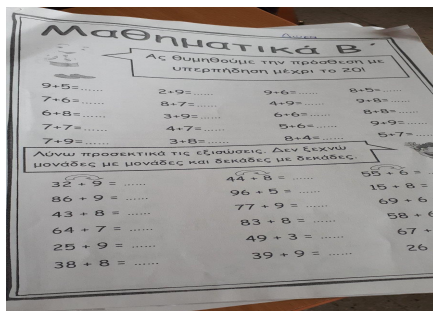 Μαθηματικά Β΄
Ας θυμηθούμε την πρόσθεση με
υπερπήδηση μέχρι το 20!
9+5=...... 2+9=...... 9+6=...... 8+5=......
7+6=...... 8+7=...... 4+9=...... 9+8=......
6+8=...... 3+9=...... 6+6=...... 8+8=......
7+7=...... 4+7=...... 5+6=...... 9+9=......
7+9=...... 3+8=...... 8+4=...... 5+7=......
Λύνω προσεκτικά τις εξισώσεις. Δεν ξεχνώ
μονάδες με μονάδες και δεκάδες με δεκάδες.
32 + 9 = ...... 44 + 8 = ...... 55 + 6 = ......
86 + 9 = ...... 96 + 5 = ...... 15 + 8 =
43 + 8 = ...... 77 + 9 = ...... 69 + 6
64 + 7 = ...... 83 + 8 = ...... 58 +
25 + 9 = ...... 49 + 3 = ...... 67 +
38 + 8 = ...... 39 + 9 = ...... 26